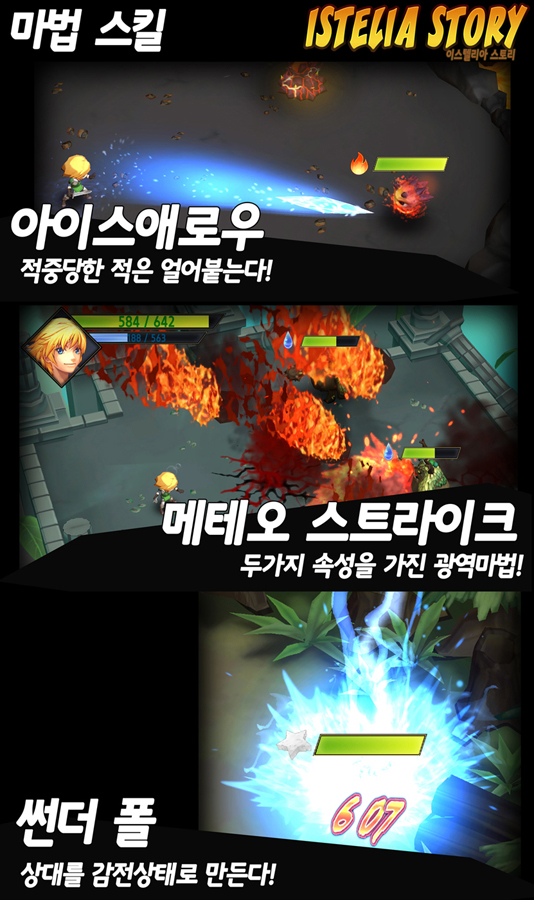 마법 스킬
ISTELIA STORY
이스텔리아 스토리
아이스애로우
적중당한 적은 얼어붙는다!
584 / 642
88 / 563
메테오 스트라이크
두가지 속성을 가진 광역마법!
607
썬더 폴
상대를 감전상태로 만든다!